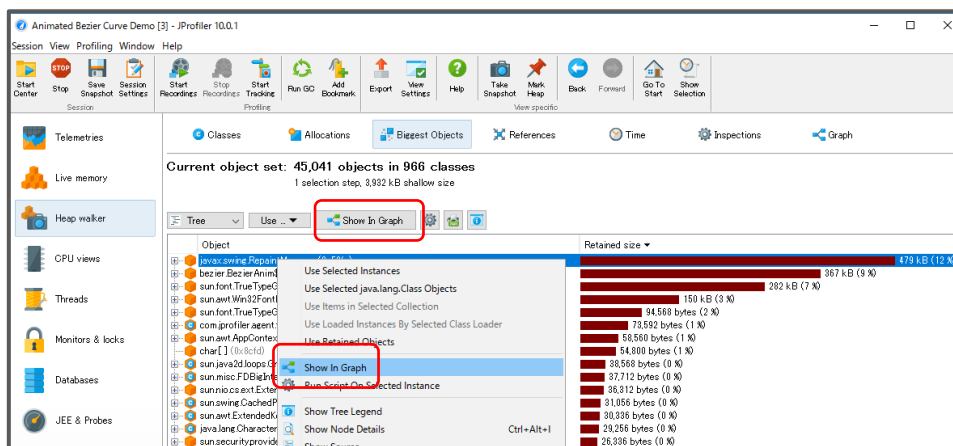 Animated Bezier Curve Demo [3] - JProfiler 10.0.1
Session View Profiling Window Help
Start Center
Stop
Save Snapshot
Session Settings
Start Recordings
Stop Recordings
Start Tracking
Run GC
Add Bookmark
Export
View Settings
Help
Take Snapshot
Mark Heap
Back
Forward
Go To Start
Show Selection
Session
Profiling
View specific
Telemetries
Live memory
Heap walker
CPU views
Threads
Monitors & locks
Databases
JEE & Probes
Classes
Allocations
Biggest Objects
References
Time
Inspections
Graph
Current object set: 45,041 objects in 966 classes
1 selection step, 3,932 kB shallow size
Tree
Use ...
Show In Graph
Object
Retained size
javax.swing.Repain
479 kB (12 %
bezier.BezierAnim$
367 kB (9 %)
sun.font.TrueTypeG
282 kB (7 %)
sun.awt.Win32Font
150 kB (3 %)
sun.font.TrueTypeG
94,568 bytes (2 %)
com.jprofiler.agent.
73,592 bytes (1 %)
sun.awt.AppContex
58,560 bytes (1 %)
char[] (0x8cfd)
54,800 bytes (1 %)
sun.java2d.loops.Gr
38,568 bytes (0 %)
sun.misc.FDBigInte
37,712 bytes (0 %)
sun.nio.cs.ext.Exter
36,312 bytes (0 %)
sun.swing.CachedP
31,056 bytes (0 %)
sun.awt.ExtendedKe
30,336 bytes (0 %)
java.lang.Character
29,256 bytes (0 %)
sun.security.provide
26,336 bytes (0 %)
Use Selected Instances
Use Selected java.lang.Class Objects
Use Items in Selected Collection
Use Loaded Instances By Selected Class Loader
Use Retained Objects
Show In Graph
Run Script On Selected Instance
Show Tree Legend
Show Node Details Ctrl+Alt+I
Show Source